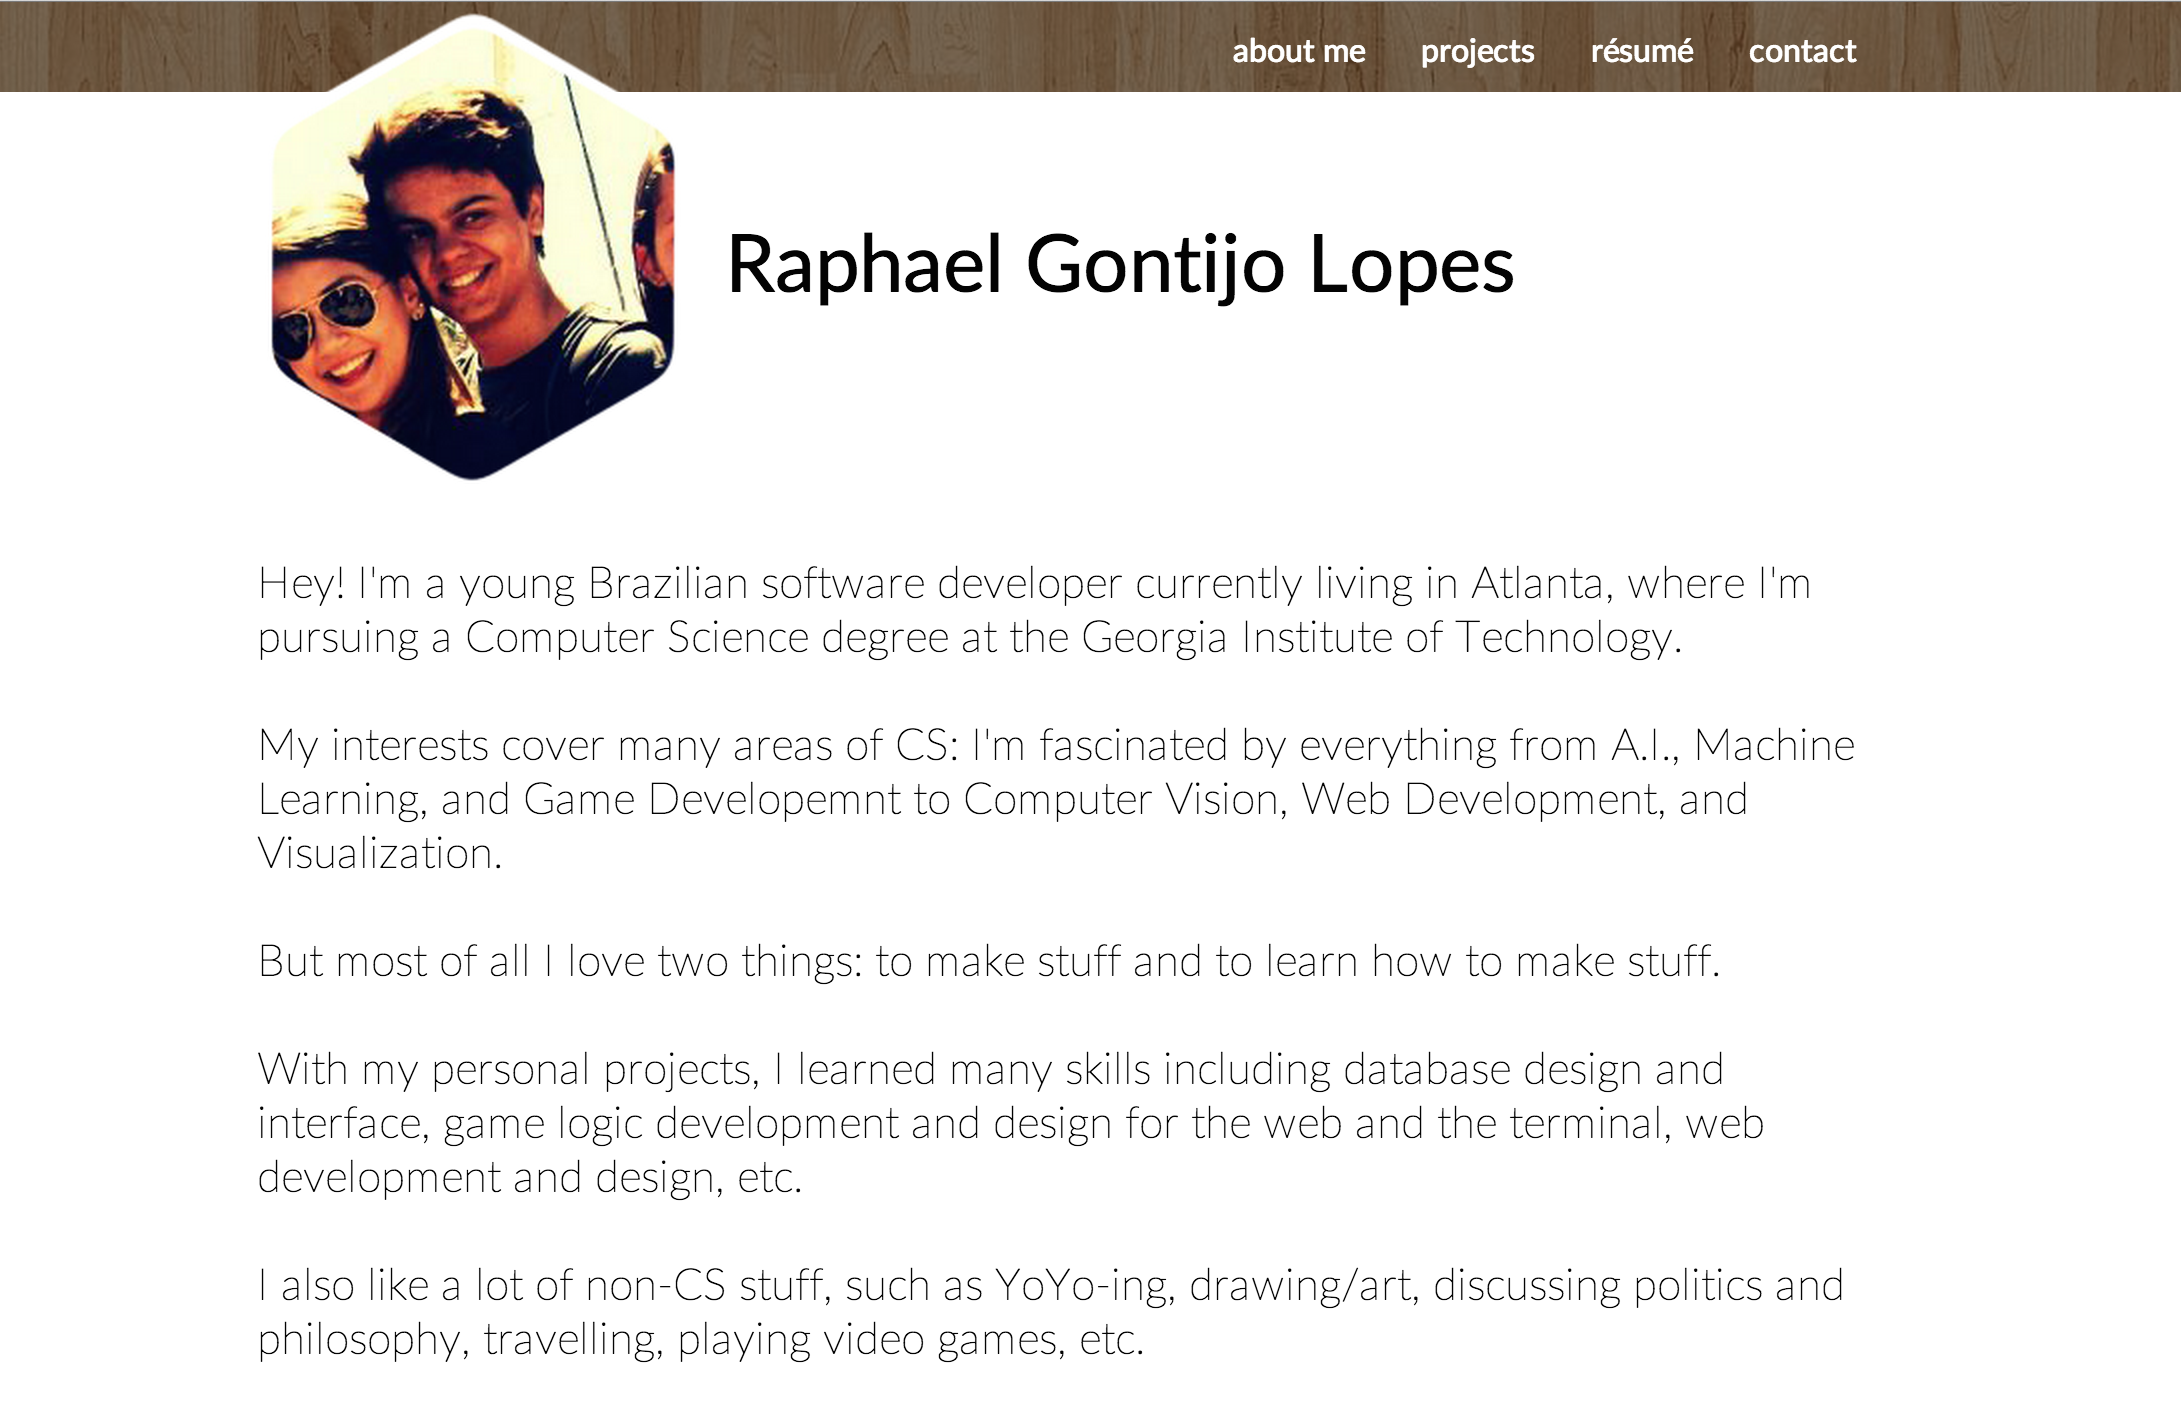 about me projects résumé contact
Raphael Gontijo Lopes
Hey! I'm a young Brazilian software developer currently living in Atlanta, where I'm
pursuing a Computer Science degree at the Georgia Institute of Technology.
My interests cover many areas of CS: I'm fascinated by everything from A.I., Machine
Learning, and Game Developemnt to Computer Vision, Web Development, and
Visualization.
But most of all I love two things: to make stuff and to learn how to make stuff.
With my personal projects, I learned many skills including database design and
interface, game logic development and design for the web and the terminal, web
development and design, etc.
I also like a lot of non-CS stuff, such as YoYo-ing, drawing/art, discussing politics and
philosophy, travelling, playing video games, etc.